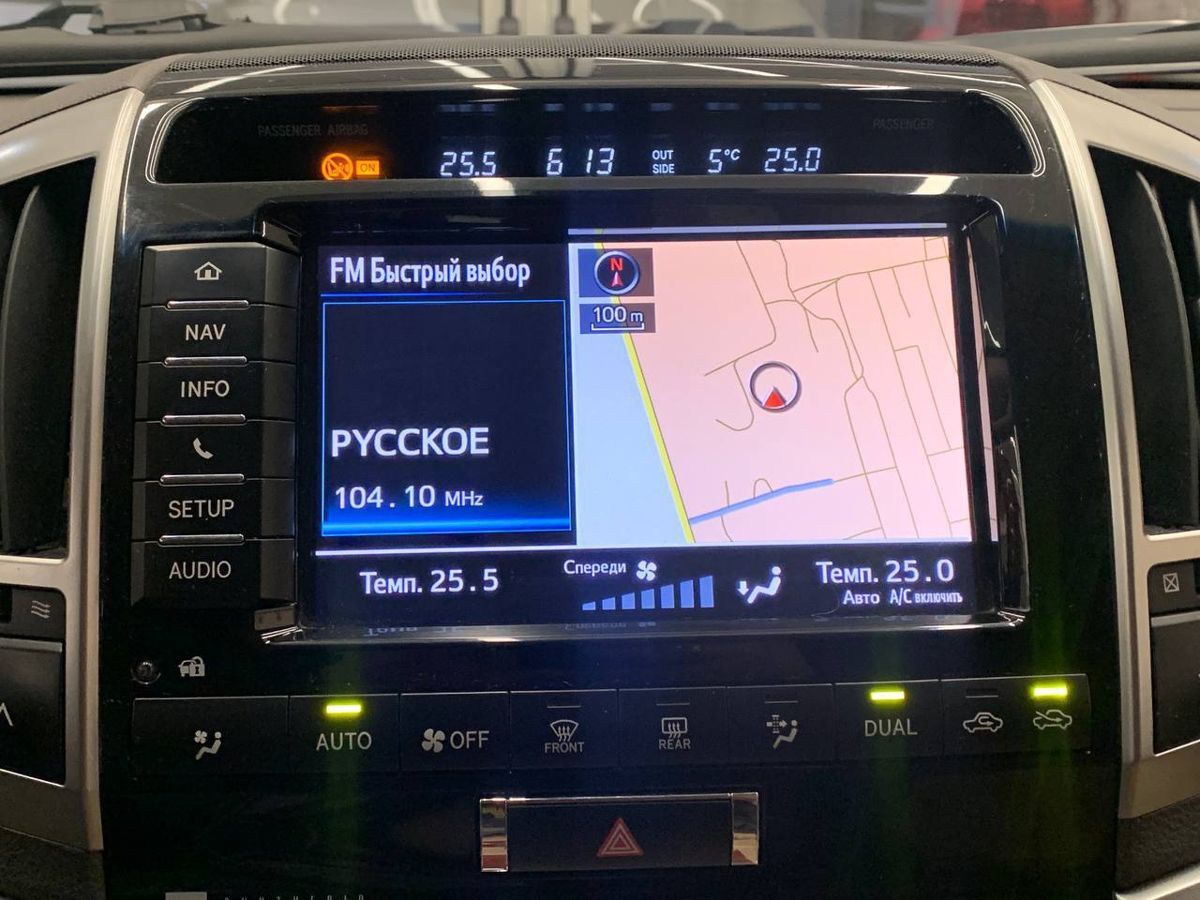 PASSENGER AIRBAG
PASSENGER
ON
25.5 6 13 OUT SIDE 5°C 25.0
NAV
INFO
SETUP
AUDIO
FM Быстрый выбор
РУССКОЕ
104.10 MHz
N
100 m
Темп. 25.5
Спереди
Темп. 25.0
Авто A/C включить
AUTO
OFF
FRONT
REAR
DUAL